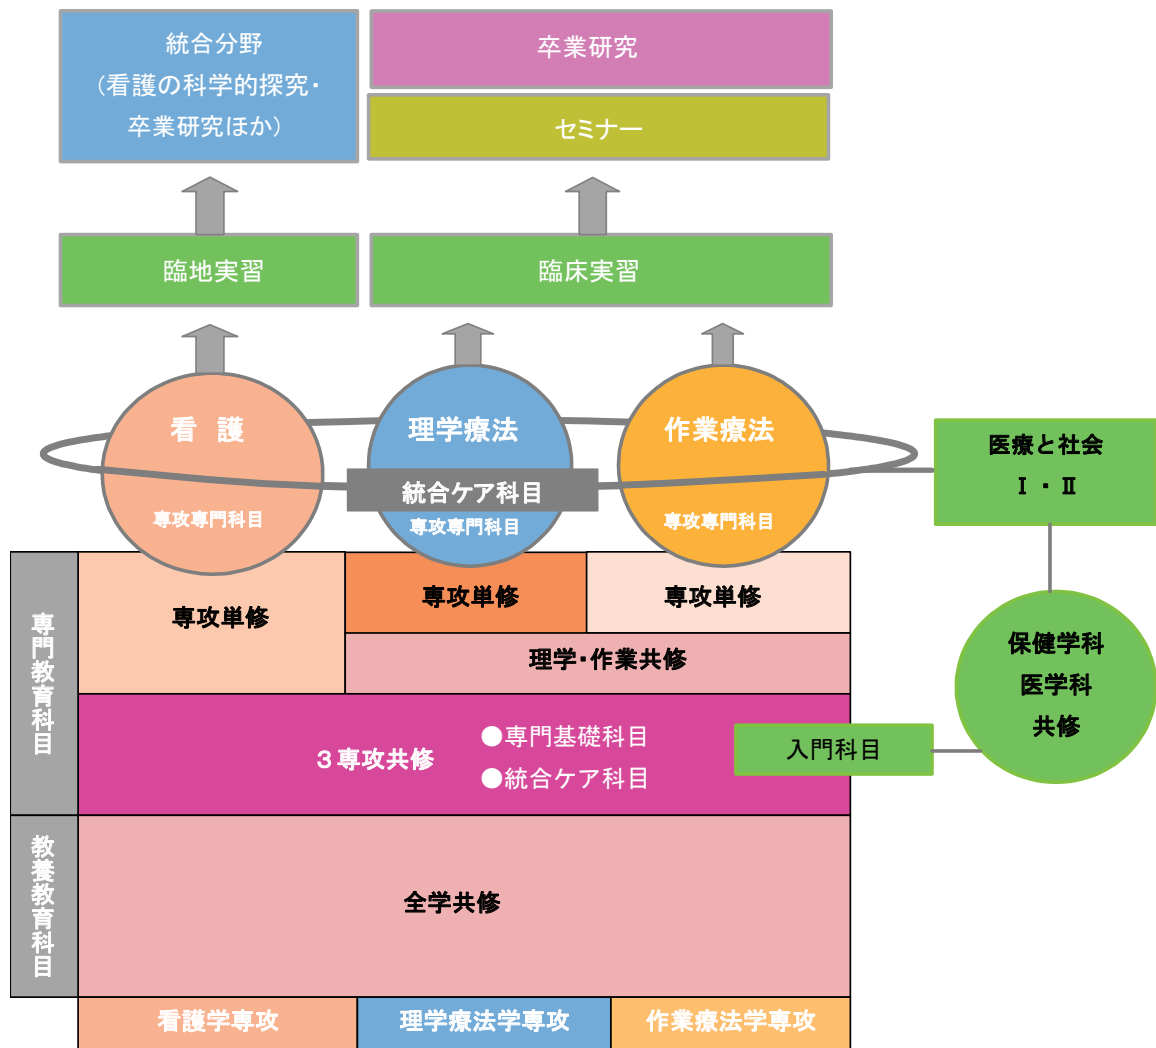 統合分野
（看護の科学的探究・
卒業研究ほか）
卒業研究
セミナー
臨地実習
臨床実習
看　護
専攻専門科目
理学療法
専攻専門科目
作業療法
専攻専門科目
統合ケア科目
医療と社会
Ⅰ・Ⅱ
保健学科
医学科
共修
入門科目
専門教育科目
専攻単修
専攻単修
専攻単修
理学・作業共修
３専攻共修
●専門基礎科目
●統合ケア科目
教養教育科目
全学共修
看護学専攻
理学療法学専攻
作業療法学専攻